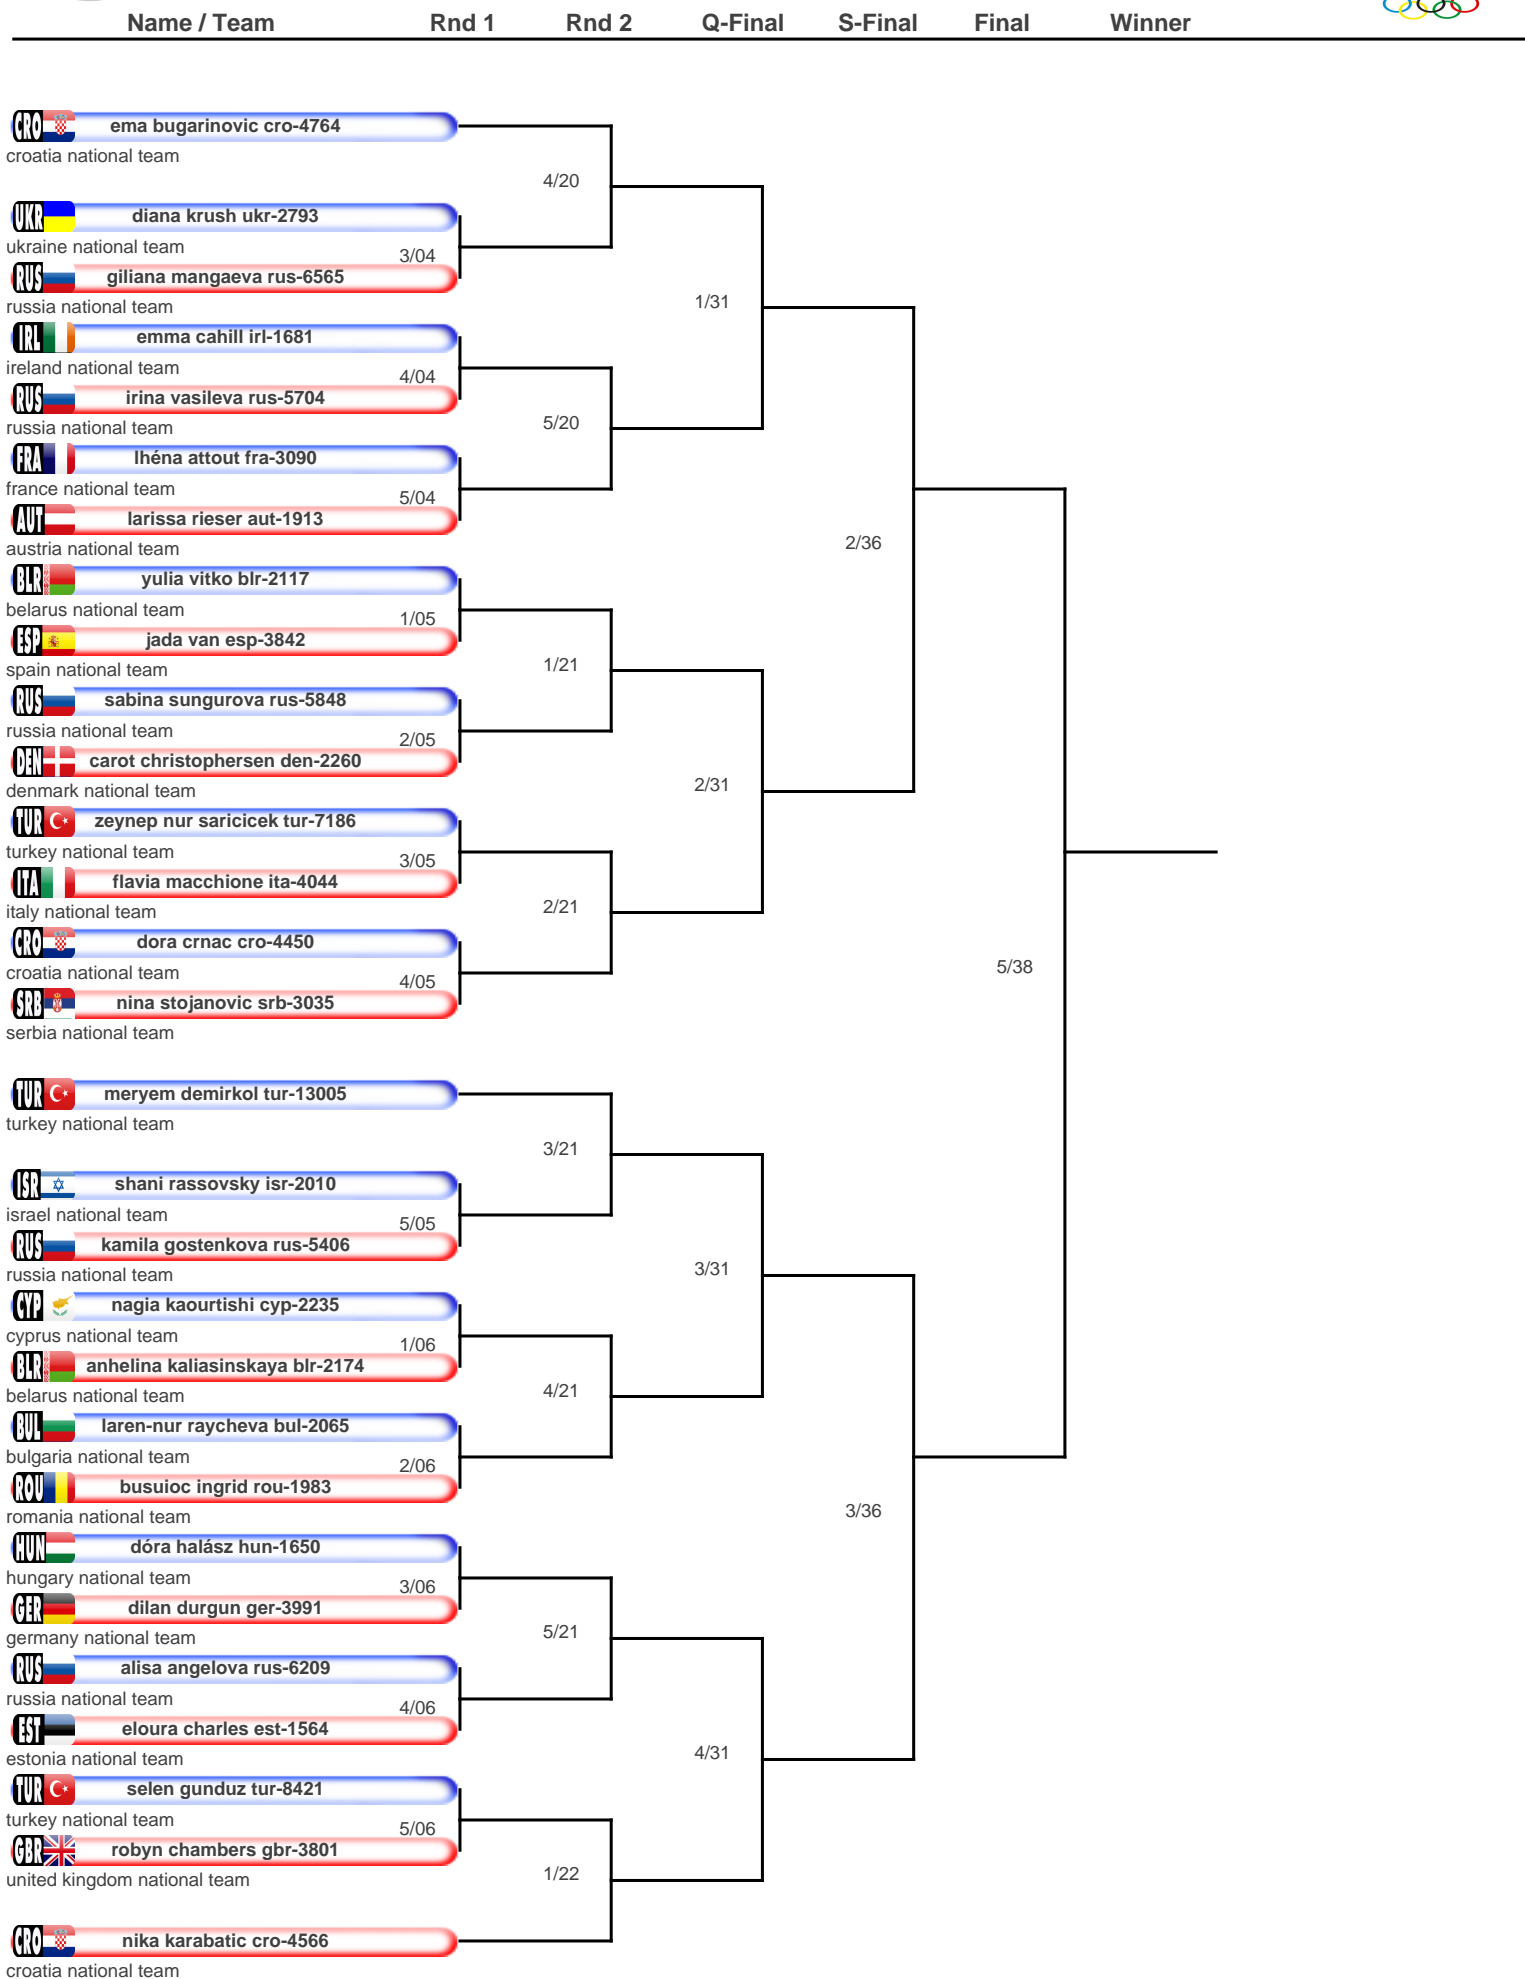 Name / Team Rnd 1 Rnd 2 Q-Final S-Final Final Winner
CRO ema bugarinovic cro-4764
croatia national team
4/20
UKR diana krush ukr-2793
ukraine national team
3/04
RUS giliana mangaeva rus-6565
russia national team
1/31
IRL emma cahill irl-1681
ireland national team
4/04
RUS irina vasileva rus-5704
russia national team
5/20
FRA lhéna attout fra-3090
france national team
5/04
AUT larissa rieser aut-1913
austria national team
2/36
BLR yulia vitko blr-2117
belarus national team
1/05
ESP jada van esp-3842
spain national team
1/21
RUS sabina sungurova rus-5848
russia national team
2/05
DEN carot christophersen den-2260
denmark national team
2/31
TUR zeynep nur saricicek tur-7186
turkey national team
3/05
ITA flavia macchione ita-4044
italy national team
2/21
CRO dora crnac cro-4450
croatia national team
5/38
4/05
SRB nina stojanovic srb-3035
serbia national team
TUR meryem demirkol tur-13005
turkey national team
3/21
ISR shani rassovsky isr-2010
israel national team
5/05
RUS kamila gostenkova rus-5406
russia national team
3/31
CYP nagia kaourtishi cyp-2235
cyprus national team
1/06
BLR anhelina kaliasinskaya blr-2174
belarus national team
4/21
BUL laren-nur raycheva bul-2065
bulgaria national team
2/06
ROU busuioc ingrid rou-1983
romania national team
3/36
HUN dóra halász hun-1650
hungary national team
3/06
GER dilan durgun ger-3991
germany national team
5/21
RUS alisa angelova rus-6209
russia national team
4/06
EST eloura charles est-1564
estonia national team
4/31
TUR selen gunduz tur-8421
turkey national team
5/06
GBR robyn chambers gbr-3801
united kingdom national team
1/22
CRO nika karabatic cro-4566
croatia national team